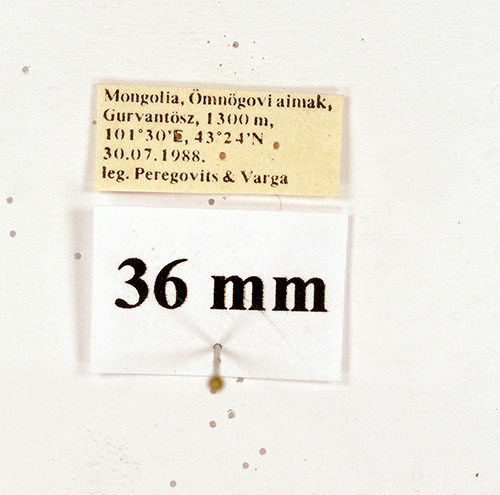 Mongolia, Ömnögovi aimak,
Gurvantösz, 1300 m,
101°30'E, 43°24'N
30.07.1988.
leg. Peregovits & Varga
36 mm